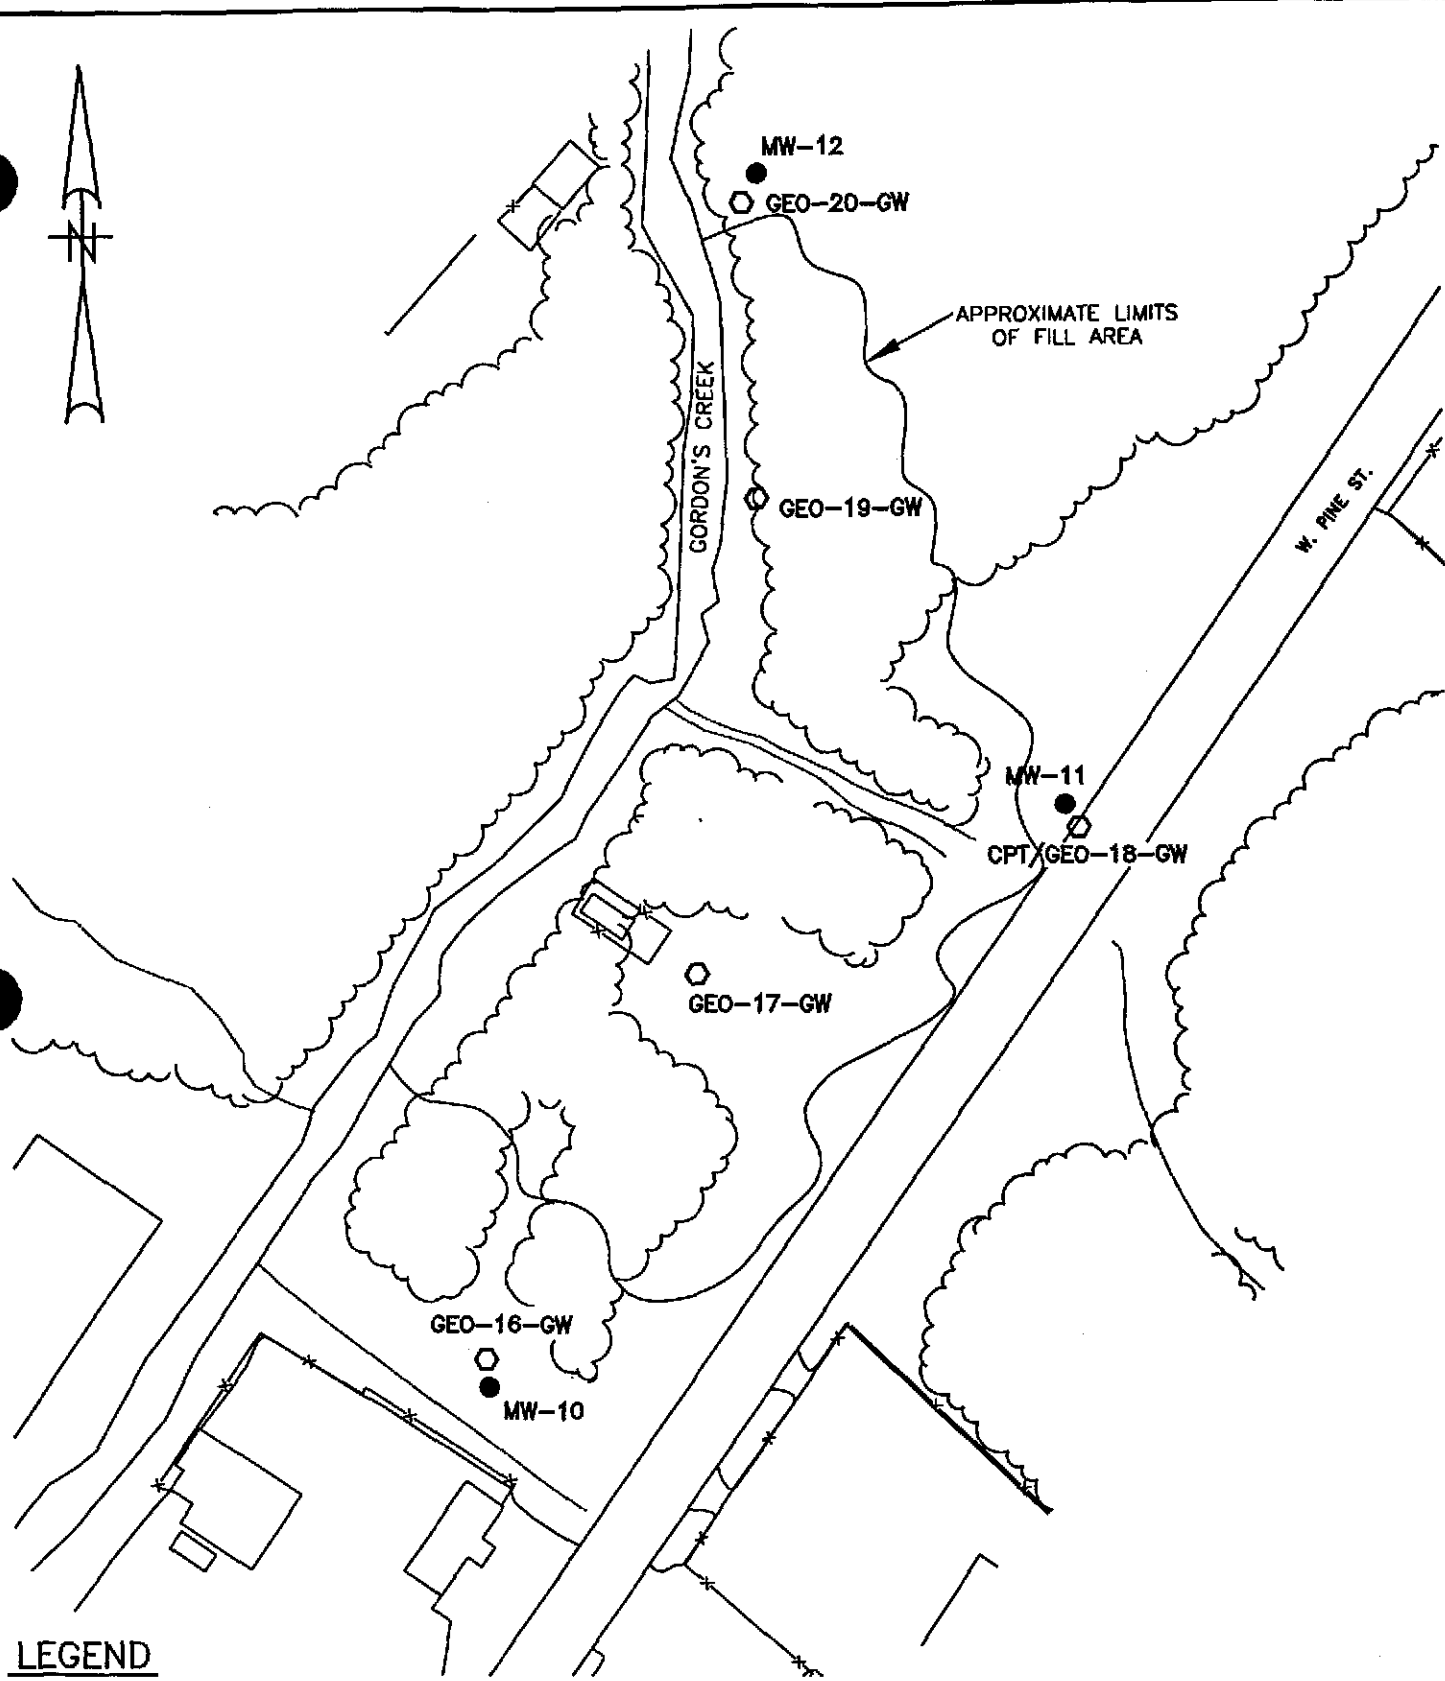 MW-12
GEO-20-GW
N
APPROXIMATE LIMITS
OF FILL AREA
GORDON'S CREEK
W. PINE ST.
GEO-19-GW
MW-11
CPT/GEO-18-GW
GEO-17-GW
GEO-16-GW
MW-10
LEGEND